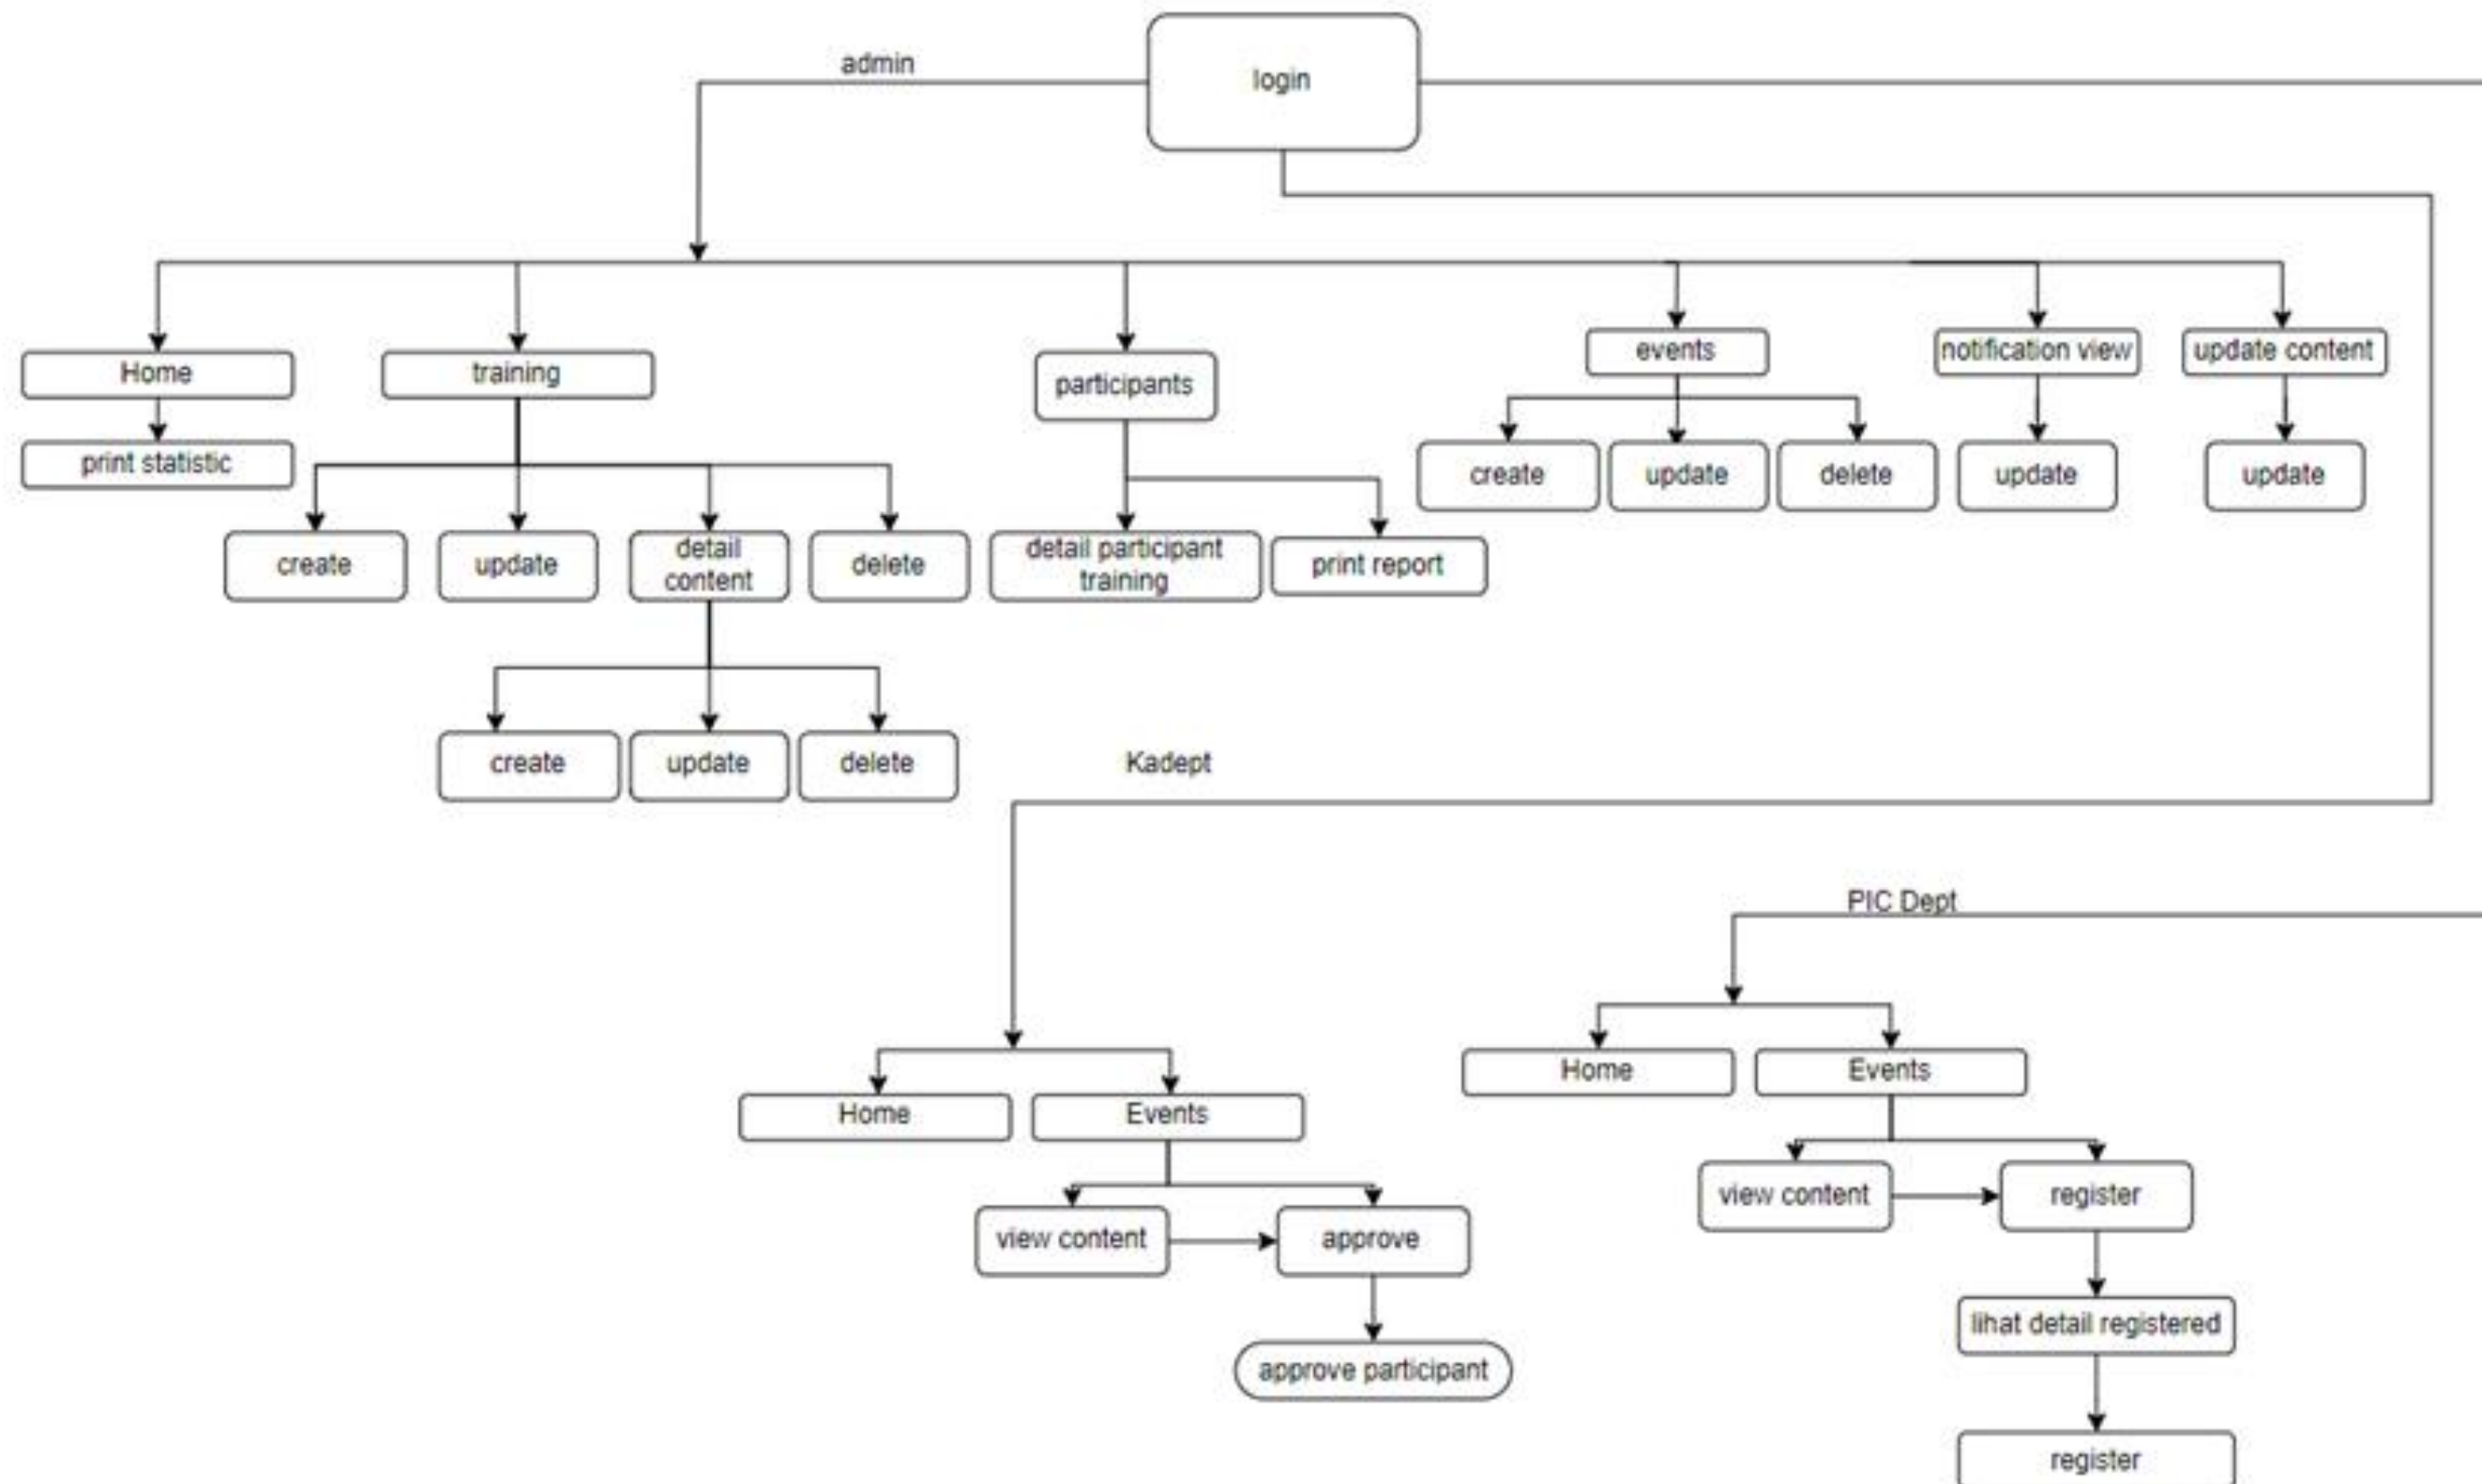 login
admin
Home
training
participants
events
notification view
update content
print statistic
create
update
delete
update
update
create
update
detail
content
delete
detail participant
training
print report
create
update
delete
Kadept
PIC Dept
Home
Events
Home
Events
view content
register
view content
approve
lihat detail registered
approve participant
register